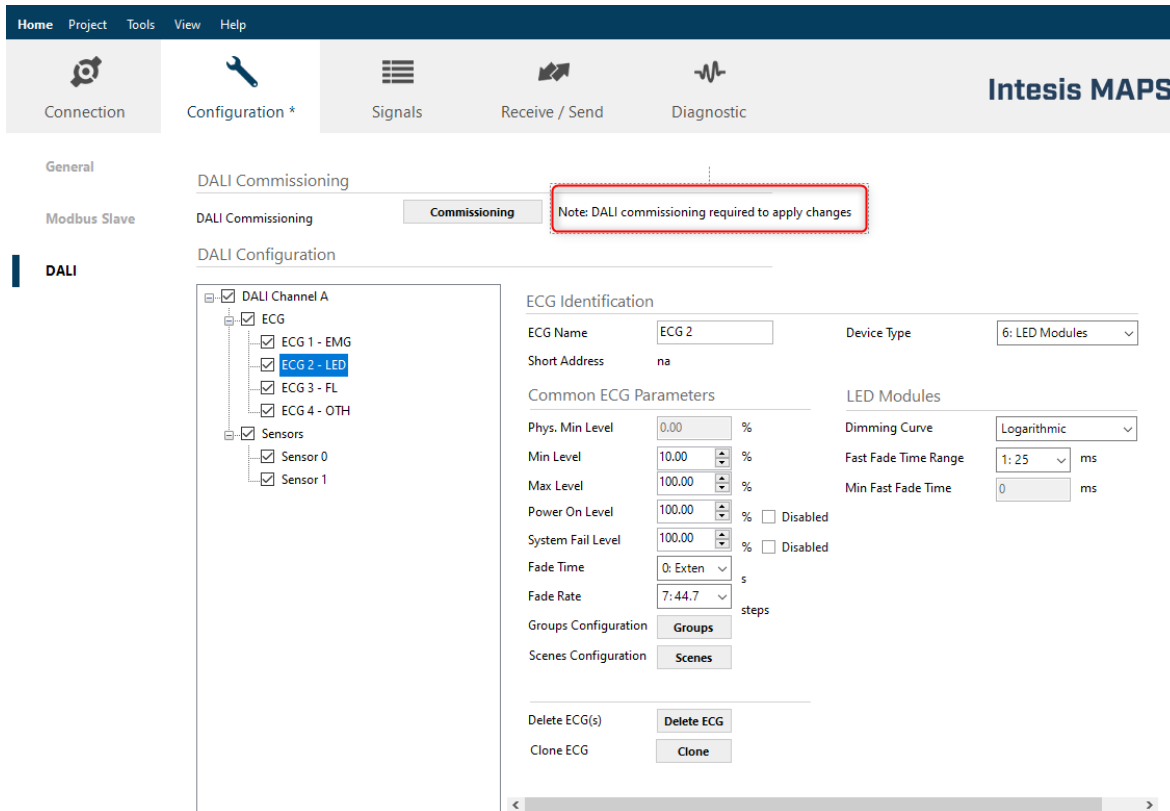 Home Project Tools View Help
Connection Configuration * Signals Receive / Send Diagnostic
Intesis MAPS
General
Modbus Slave
DALI
DALI Commissioning
DALI Commissioning Commissioning Note: DALI commissioning required to apply changes
DALI Configuration
DALI Channel A
ECG
ECG 1 - EMG
ECG 2 - LED
ECG 3 - FL
ECG 4 - OTH
Sensors
Sensor 0
Sensor 1
ECG Identification
ECG Name ECG 2 Device Type 6: LED Modules
Short Address na
Common ECG Parameters
Phys. Min Level 0.00 %
Min Level 10.00 %
Max Level 100.00 %
Power On Level 100.00 % Disabled
System Fail Level 100.00 % Disabled
Fade Time 0: Exten s
Fade Rate 7: 44.7 steps
Groups Configuration Groups
Scenes Configuration Scenes
Delete ECG(s) Delete ECG
Clone ECG Clone
LED Modules
Dimming Curve Logarithmic
Fast Fade Time Range 1: 25 ms
Min Fast Fade Time 0 ms